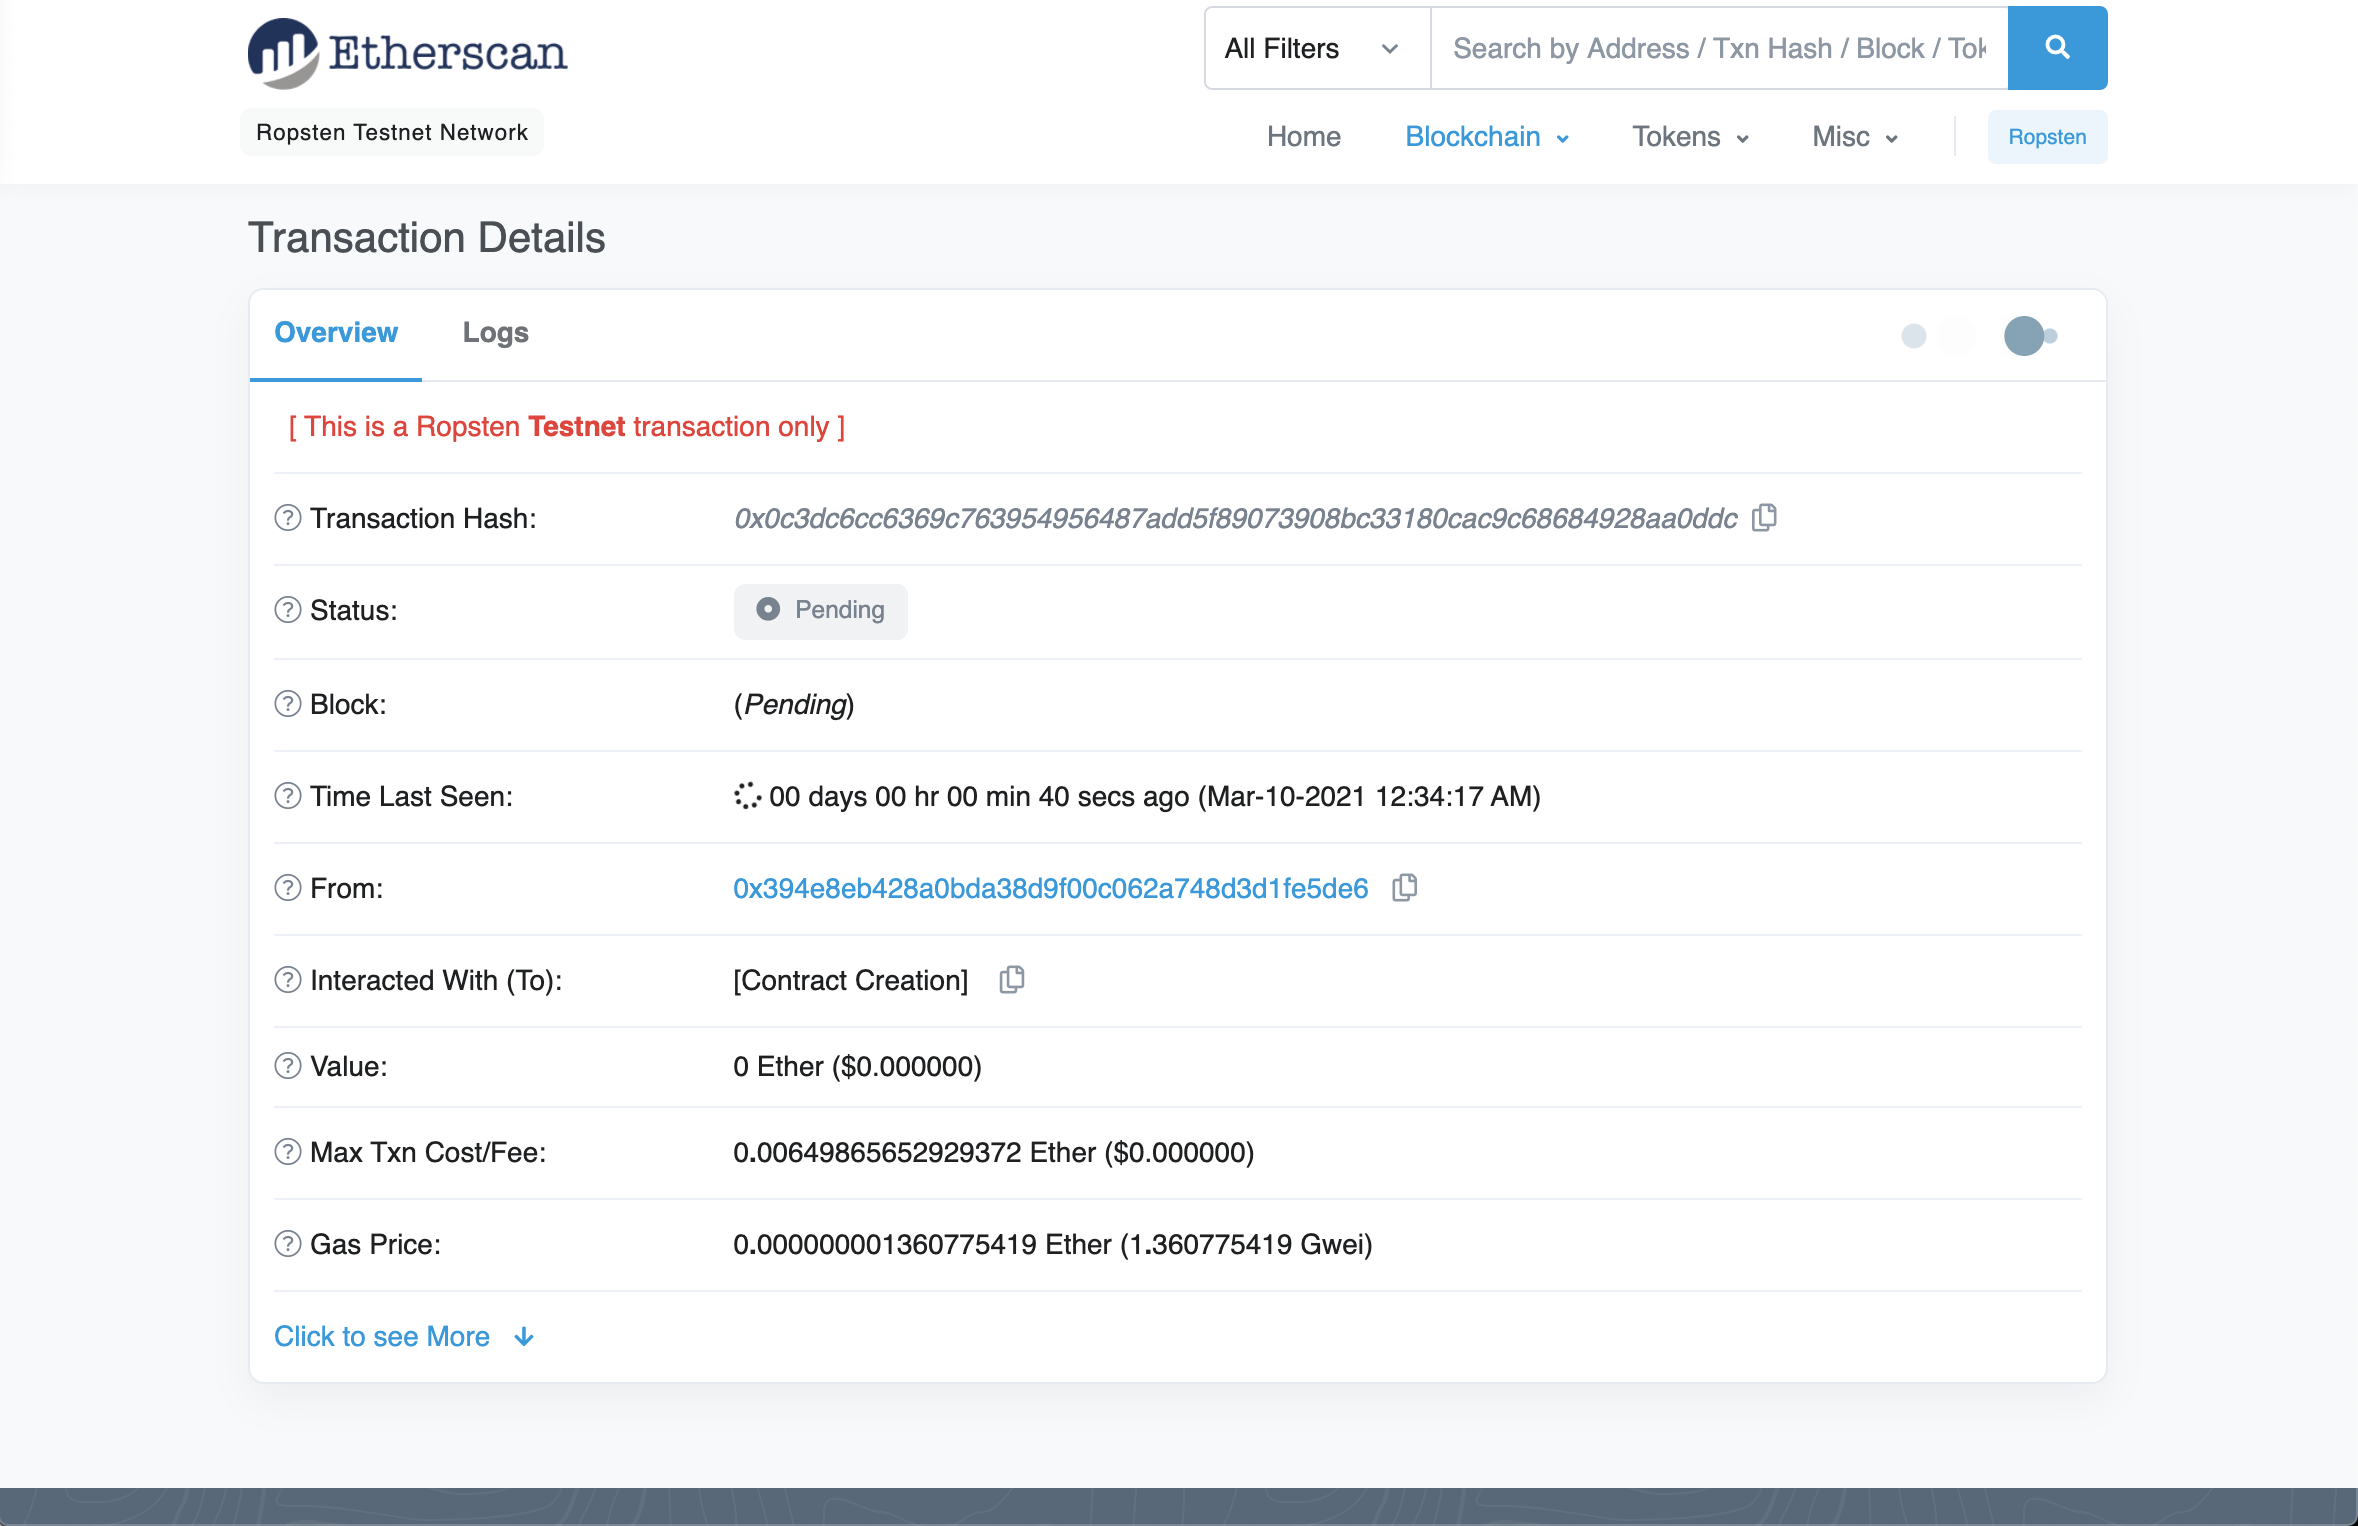 Etherscan
All Filters
Search by Address / Txn Hash / Block / Tok
Ropsten Testnet Network
Home Blockchain Tokens Misc Ropsten
Transaction Details
Overview Logs
[ This is a Ropsten Testnet transaction only ]
Transaction Hash: 0x0c3dc6cc6369c763954956487add5f89073908bc33180cac9c68684928aa0ddc
Status: Pending
Block: (Pending)
Time Last Seen: 00 days 00 hr 00 min 40 secs ago (Mar-10-2021 12:34:17 AM)
From: 0x394e8eb428a0bda38d9f00c062a748d3d1fe5de6
Interacted With (To): [Contract Creation]
Value: 0 Ether ($0.000000)
Max Txn Cost/Fee: 0.00649865652929372 Ether ($0.000000)
Gas Price: 0.000000001360775419 Ether (1.360775419 Gwei)
Click to see More